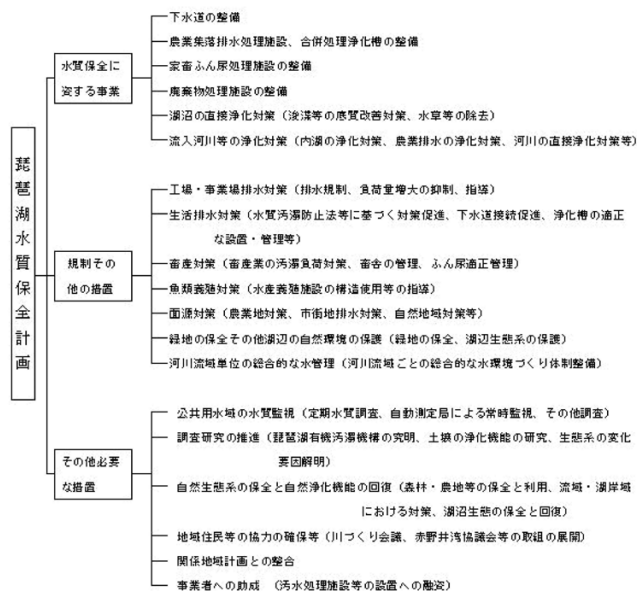 琵琶湖水質保全計画
水質保全に
資する事業
下水道の整備
農業集落排水処理施設、合併処理浄化槽の整備
家畜ふん尿処理施設の整備
廃棄物処理施設の整備
湖沼の直接浄化対策（浚渫等の底質改善対策、水草等の除去）
流入河川等の浄化対策（内湖の浄化対策、農業排水の浄化対策、河川の直接浄化対策等）
規制その
他の措置
工場・事業場排水対策（排水規制、負荷量増大の抑制、指導）
生活排水対策（水質汚濁防止法等に基づく対策促進、下水道接続促進、浄化槽の適正
な設置・管理等）
畜産対策（畜産業の汚濁負荷対策、畜舎の管理、ふん尿適正管理）
魚類養殖対策（水産養殖施設の構造使用等の指導）
面源対策（農業地対策、市街地排水対策、自然地域対策等）
緑地の保全その他湖辺の自然環境の保護（緑地の保全、湖辺生態系の保護）
河川流域単位の総合的な水管理（河川流域ごとの総合的な水環境づくり体制整備）
その他必要
な措置
公共用水域の水質監視（定期水質調査、自動測定局による常時監視、その他調査）
調査研究の推進（琵琶湖有機汚濁機構の究明、土壌の浄化機能の研究、生態系の変化
要因解明）
自然生態系の保全と自然浄化機能の回復（森林・農地等の保全と利用、流域・湖岸域
における対策、湖沼生態の保全と回復）
地域住民等の協力の確保等（川づくり会議、赤野井湾協議会等の取組の展開）
関係地域計画との整合
事業者への助成　（汚水処理施設等の設置への融資）